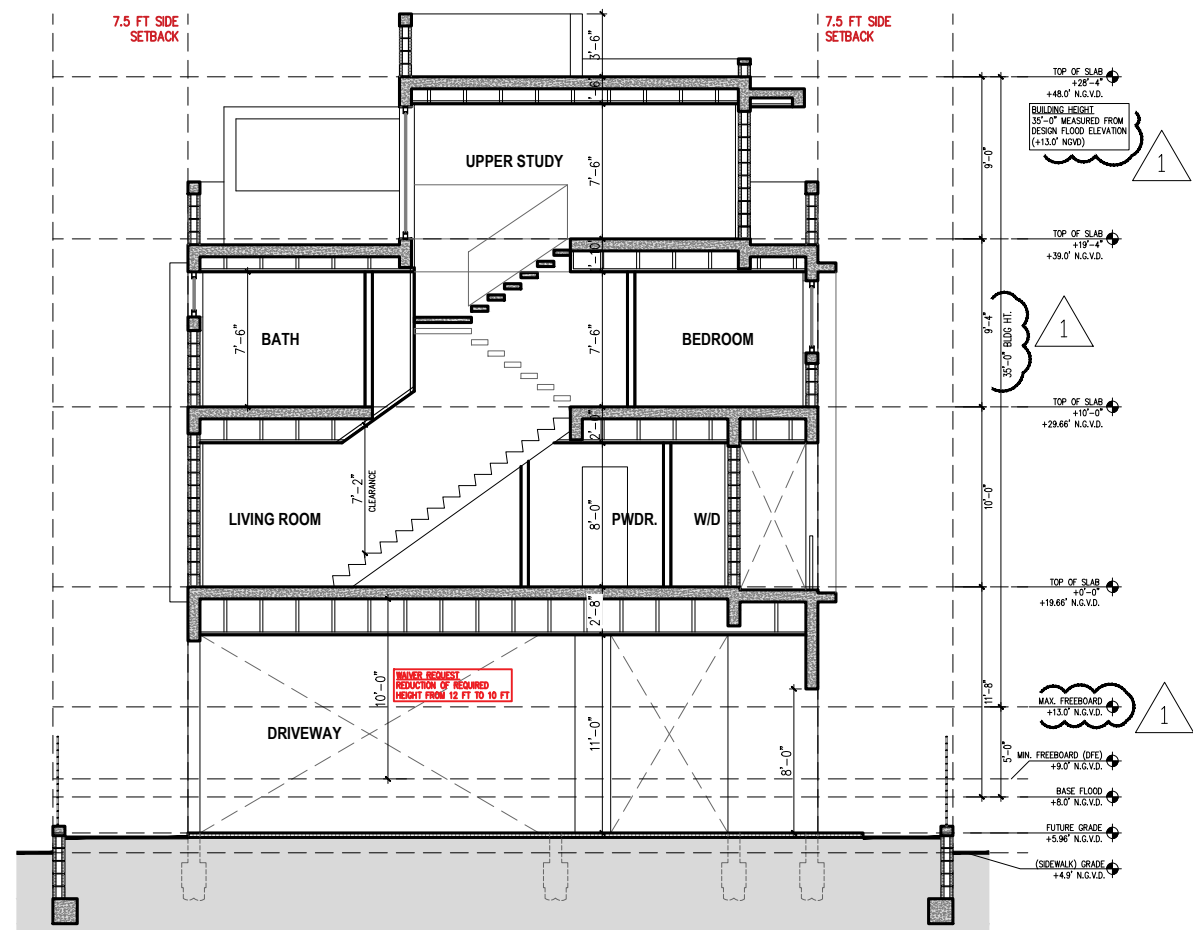 7.5 FT SIDE
SETBACK
7.5 FT SIDE
SETBACK
3'-6"
TOP OF SLAB
+28'-4"
+48.0' N.G.V.D.
BUILDING HEIGHT
35'-0" MEASURED FROM
DESIGN FLOOD ELEVATION
(+13.0' NGVD)
1
UPPER STUDY
7'-6"
9'-0"
TOP OF SLAB
+19'-4"
+39.0' N.G.V.D.
BATH
7'-6"
7'-6"
BEDROOM
9'-4"
35'-0" BLDG HT.
1
TOP OF SLAB
+10'-0"
+29.66' N.G.V.D.
2'-0"
7'-2"
CLEARANCE
LIVING ROOM
8'-0"
PWDR.
W/D
10'-0"
TOP OF SLAB
+0'-0"
+19.66' N.G.V.D.
2'-8"
10'-0"
WAIVER REQUEST
REDUCTION OF REQUIRED
HEIGHT FROM 12 FT TO 10 FT
11'-8"
MAX. FREEBOARD
+13.0' N.G.V.D.
1
DRIVEWAY
11'-0"
8'-0"
5'-0"
MIN. FREEBOARD (DFE)
+9.0' N.G.V.D.
BASE FLOOD
+8.0' N.G.V.D.
FUTURE GRADE
+5.96' N.G.V.D.
(SIDEWALK) GRADE
+4.9' N.G.V.D.